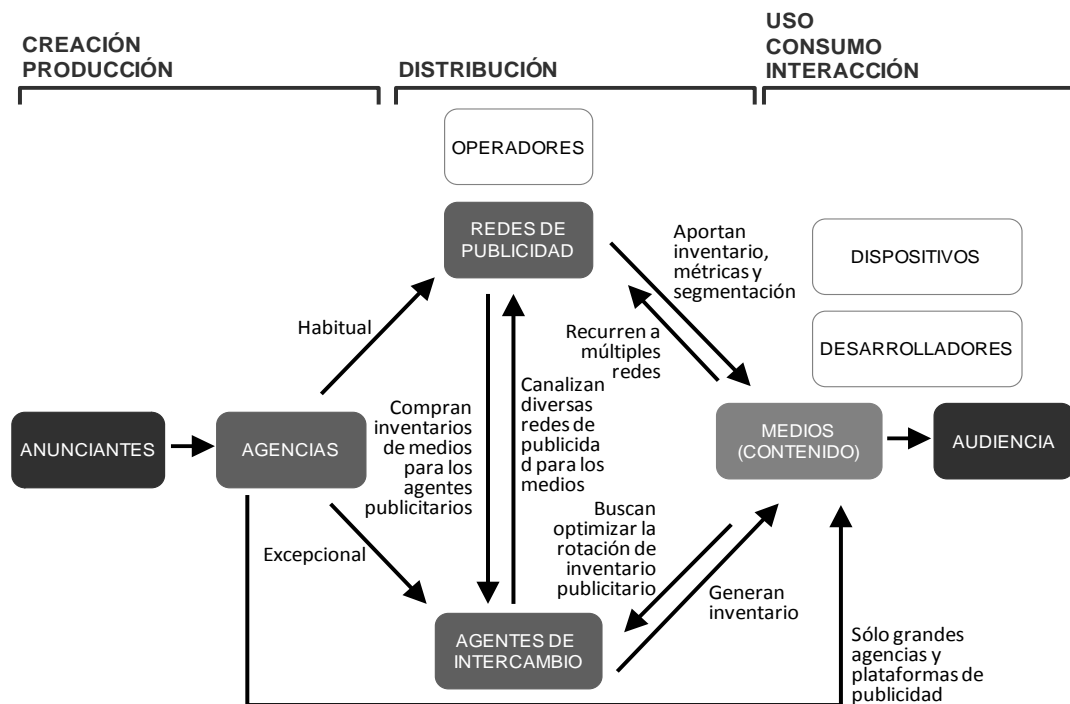 CREACIÓN
PRODUCCIÓN
DISTRIBUCIÓN
USO
CONSUMO
INTERACCIÓN
OPERADORES
REDES DE
PUBLICIDAD
Aportan
inventario,
métricas y
segmentación
DISPOSITIVOS
DESARROLLADORES
Habitual
Recurren a
múltiples
redes
Compran
inventarios
de medios
para los
agentes
publicitarios
Canalizan
diversas
redes de
publicida
d para los
medios
ANUNCIANTES
AGENCIAS
MEDIOS
(CONTENIDO)
AUDIENCIA
Excepcional
Buscan
optimizar la
rotación de
inventario
publicitario
Generan
inventario
AGENTES DE
INTERCAMBIO
Sólo grandes
agencias y
plataformas de
publicidad